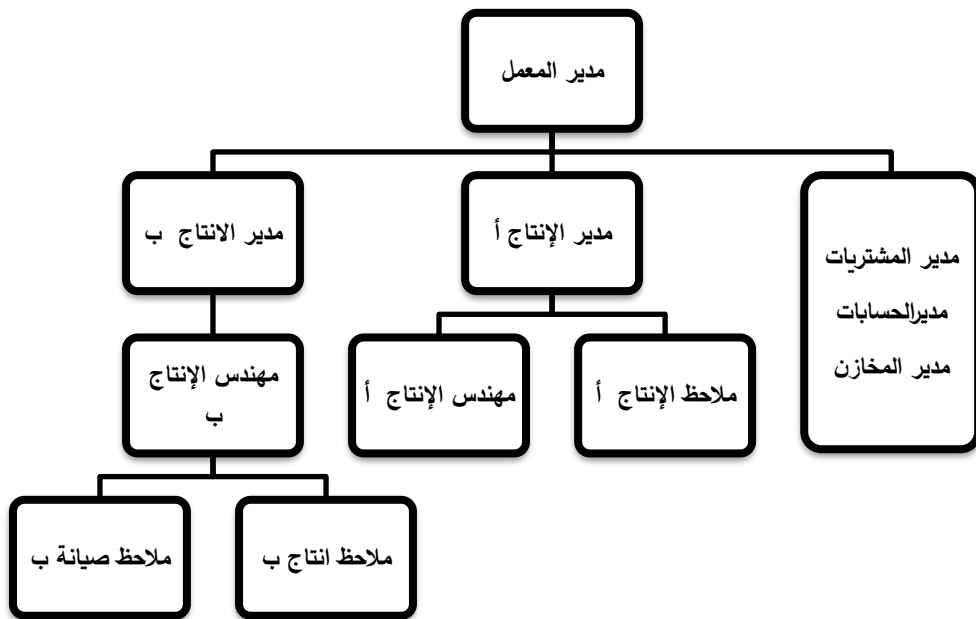 مدير المعمل
مدير المشتريات
مديرالحسابات
مدير المخازن
مدير الإنتاج أ
مدير الانتاج ب
ملاحظ الإنتاج أ
مهندس الإنتاج أ
مهندس الإنتاج
ب
ملاحظ انتاج ب
ملاحظ صيانة ب